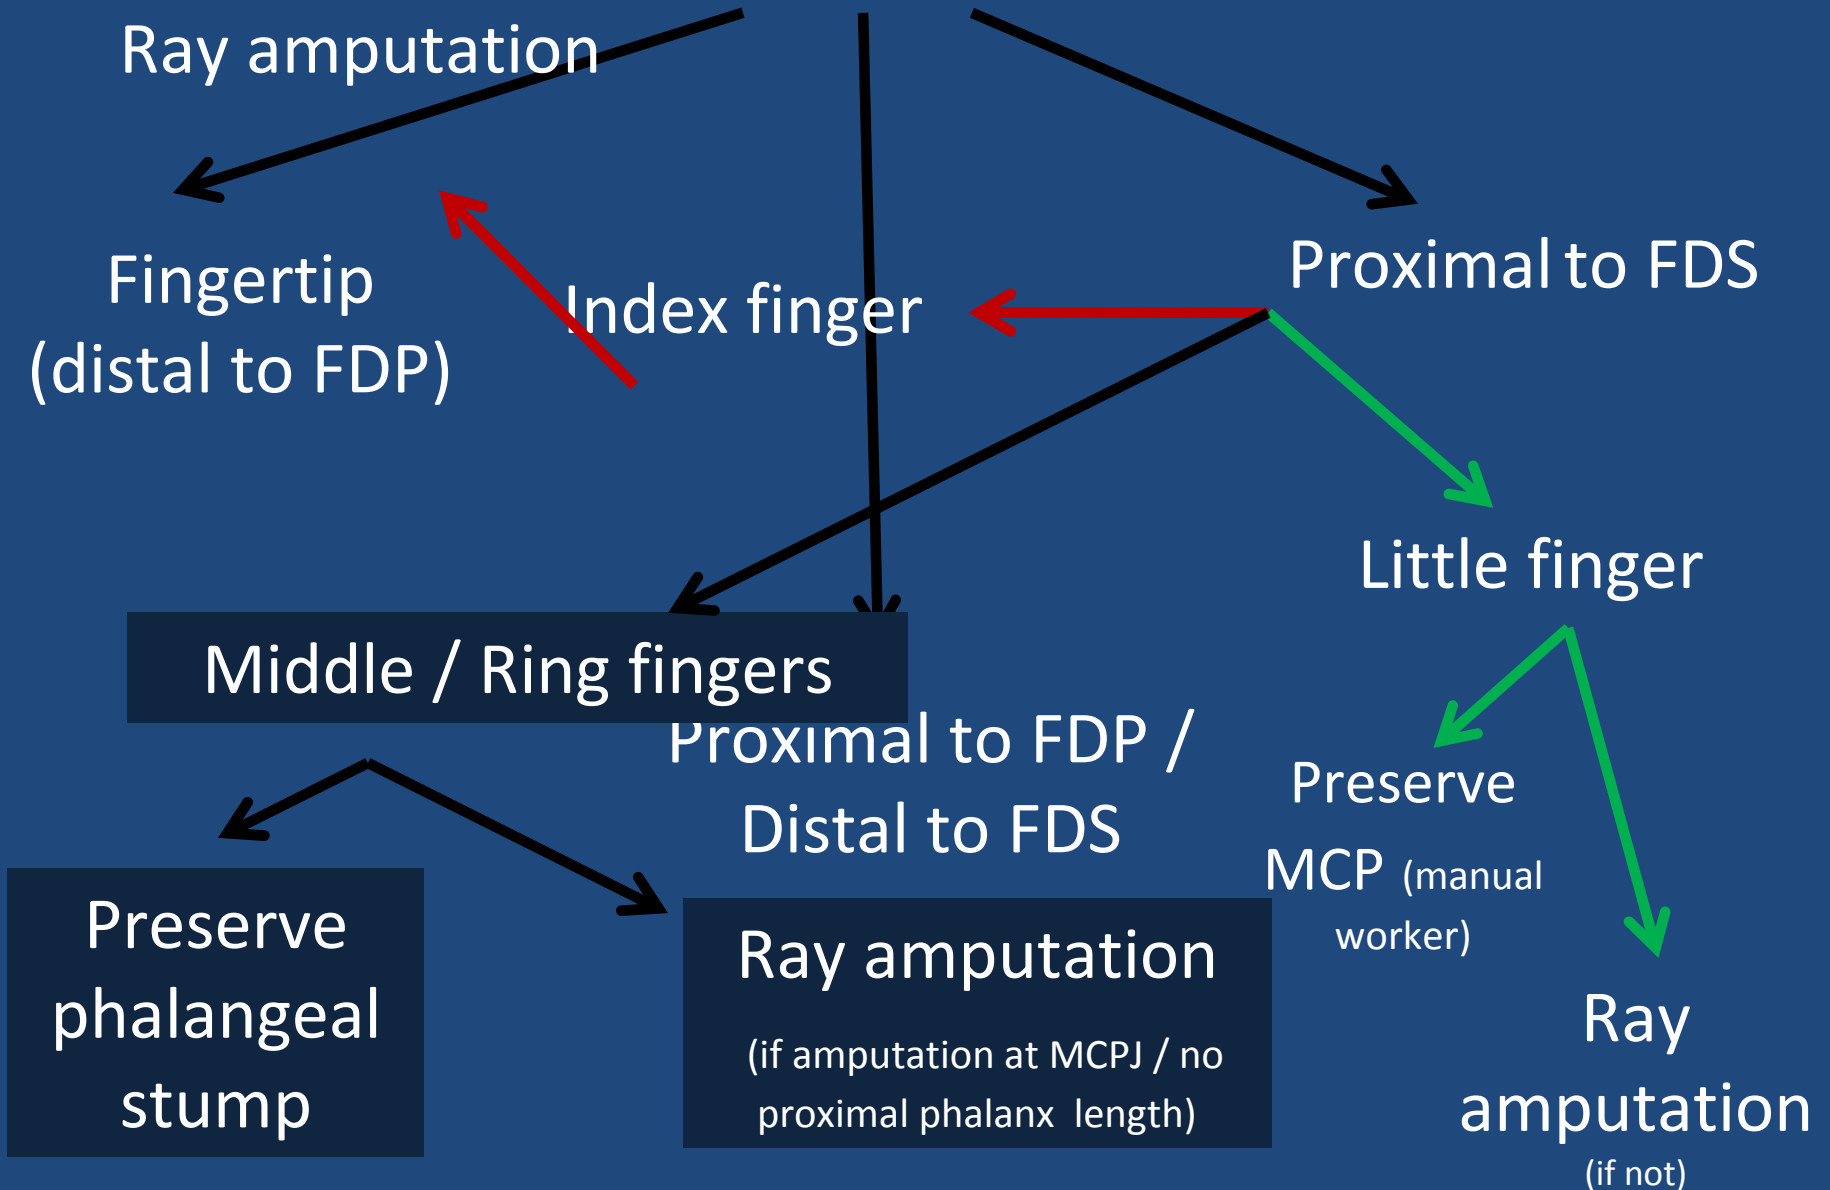 Ray amputation
Fingertip
(distal to FDP)
Index finger
Proximal to FDS
Little finger
Middle / Ring fingers
Proximal to FDP /
Distal to FDS
Preserve
MCP (manual
worker)
Preserve
phalangeal
stump
Ray amputation
(if amputation at MCPJ / no
proximal phalanx length)
Ray
amputation
(if not)